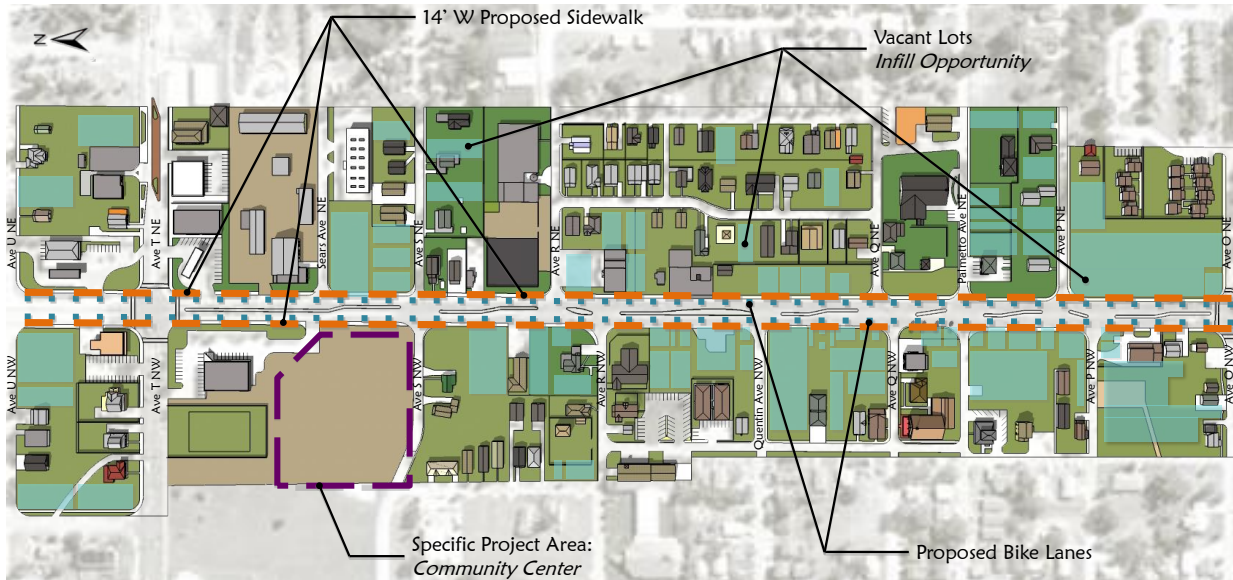 14' W Proposed Sidewalk
Vacant Lots
Infill Opportunity
N
Ave U NE
Ave T NE
Sears Ave NE
Ave S NE
Ave R NE
Ave Q NE
Palmetto Ave NE
Ave P NE
Ave O NE
Ave U NW
Ave T NW
Ave S NW
Ave R NW
Quentin Ave NW
Ave Q NW
Ave P NW
Ave O NW
Specific Project Area:
Community Center
Proposed Bike Lanes